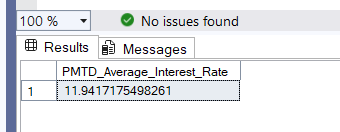 100 % No issues found
Results Messages
PMTD_Average_Interest_Rate
1 11.9417175498261